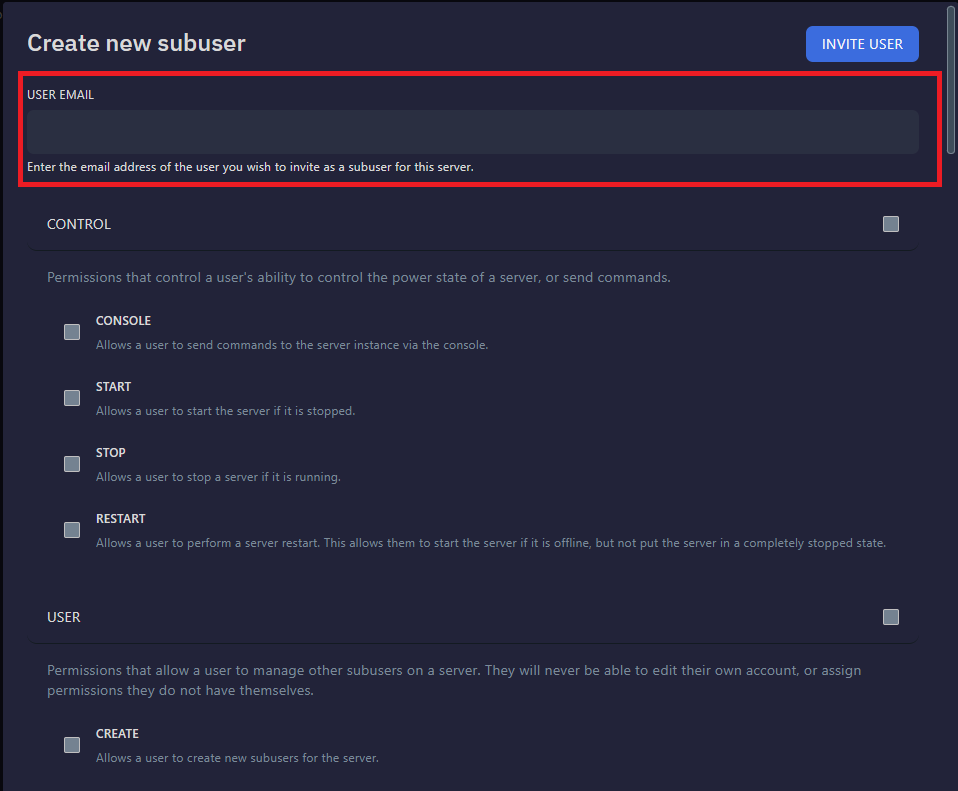 Create new subuser
INVITE USER
USER EMAIL
Enter the email address of the user you wish to invite as a subuser for this server.
CONTROL
Permissions that control a user's ability to control the power state of a server, or send commands.
CONSOLE
Allows a user to send commands to the server instance via the console.
START
Allows a user to start the server if it is stopped.
STOP
Allows a user to stop a server if it is running.
RESTART
Allows a user to perform a server restart. This allows them to start the server if it is offline, but not put the server in a completely stopped state.
USER
Permissions that allow a user to manage other subusers on a server. They will never be able to edit their own account, or assign
permissions they do not have themselves.
CREATE
Allows a user to create new subusers for the server.